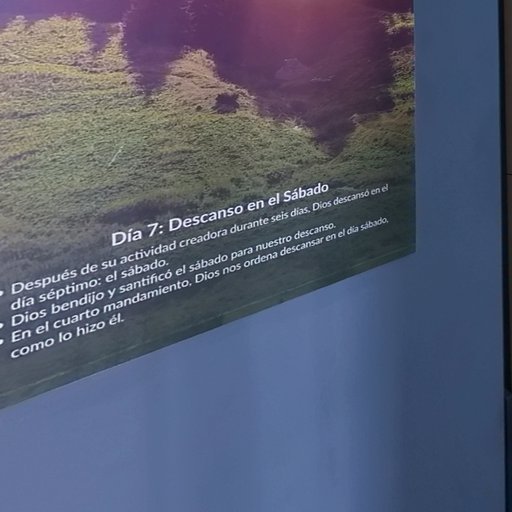 Día 7: Descanso en el Sábado
• Después de su actividad creadora durante seis días, Dios descansó en el
día séptimo: el sábado.
• Dios bendijo y santificó el sábado para nuestro descanso.
• En el cuarto mandamiento, Dios nos ordena descansar en el día sábado,
como lo hizo él.